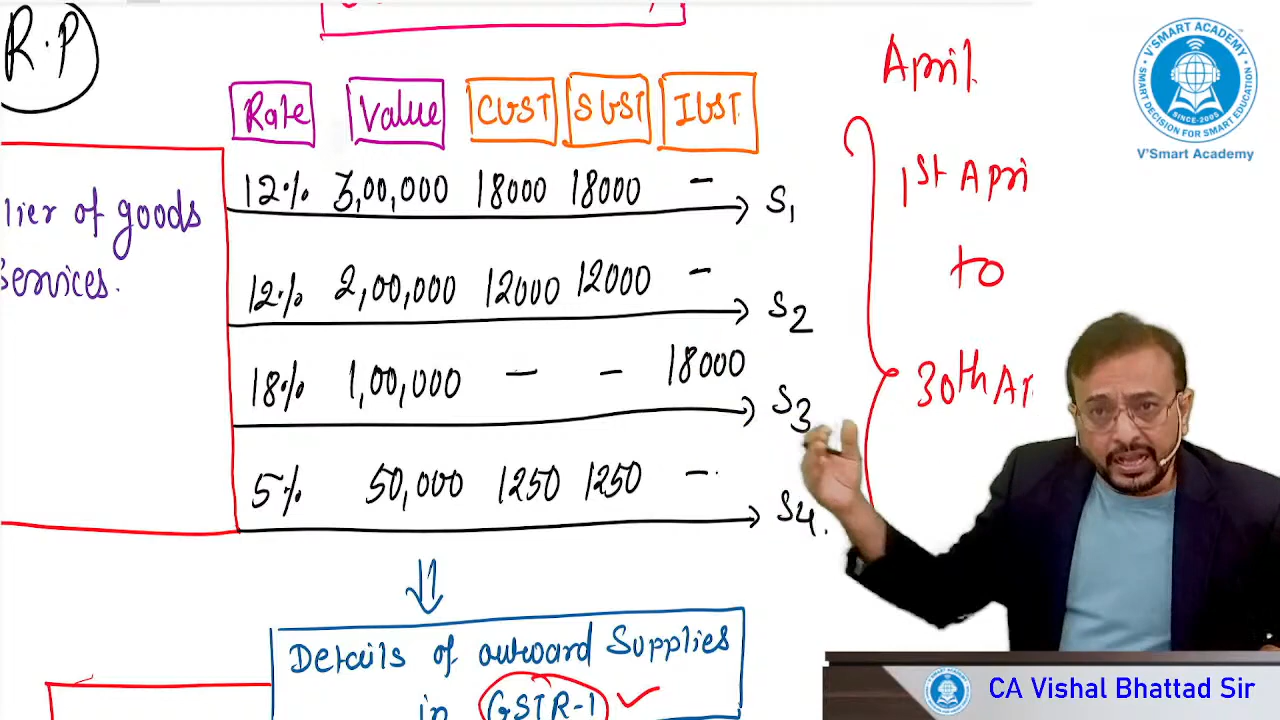 R.P
April
V'SMART ACADEMY
SMART DECISION FOR SMART EDUCATION
SINCE-2005
V'Smart Academy
Rate Value CGST SGST IGST
12% 3,00,000 18000 18000 - S1
lier of goods
Services.
12% 2,00,000 12000 12000 - S2
18% 1,00,000 - - 18000 S3
5% 50,000 1250 1250 - S4.
1st Apri
to
30th Ap
Details of outward Supplies
in GSTR-1
CA Vishal Bhattad Sir